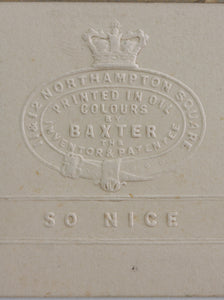 11 & 12 NORTHAMPTON SQUARE
PRINTED IN OIL
COLOURS
BY
BAXTER
THE
INVENTOR & PATENTEE
SO NICE